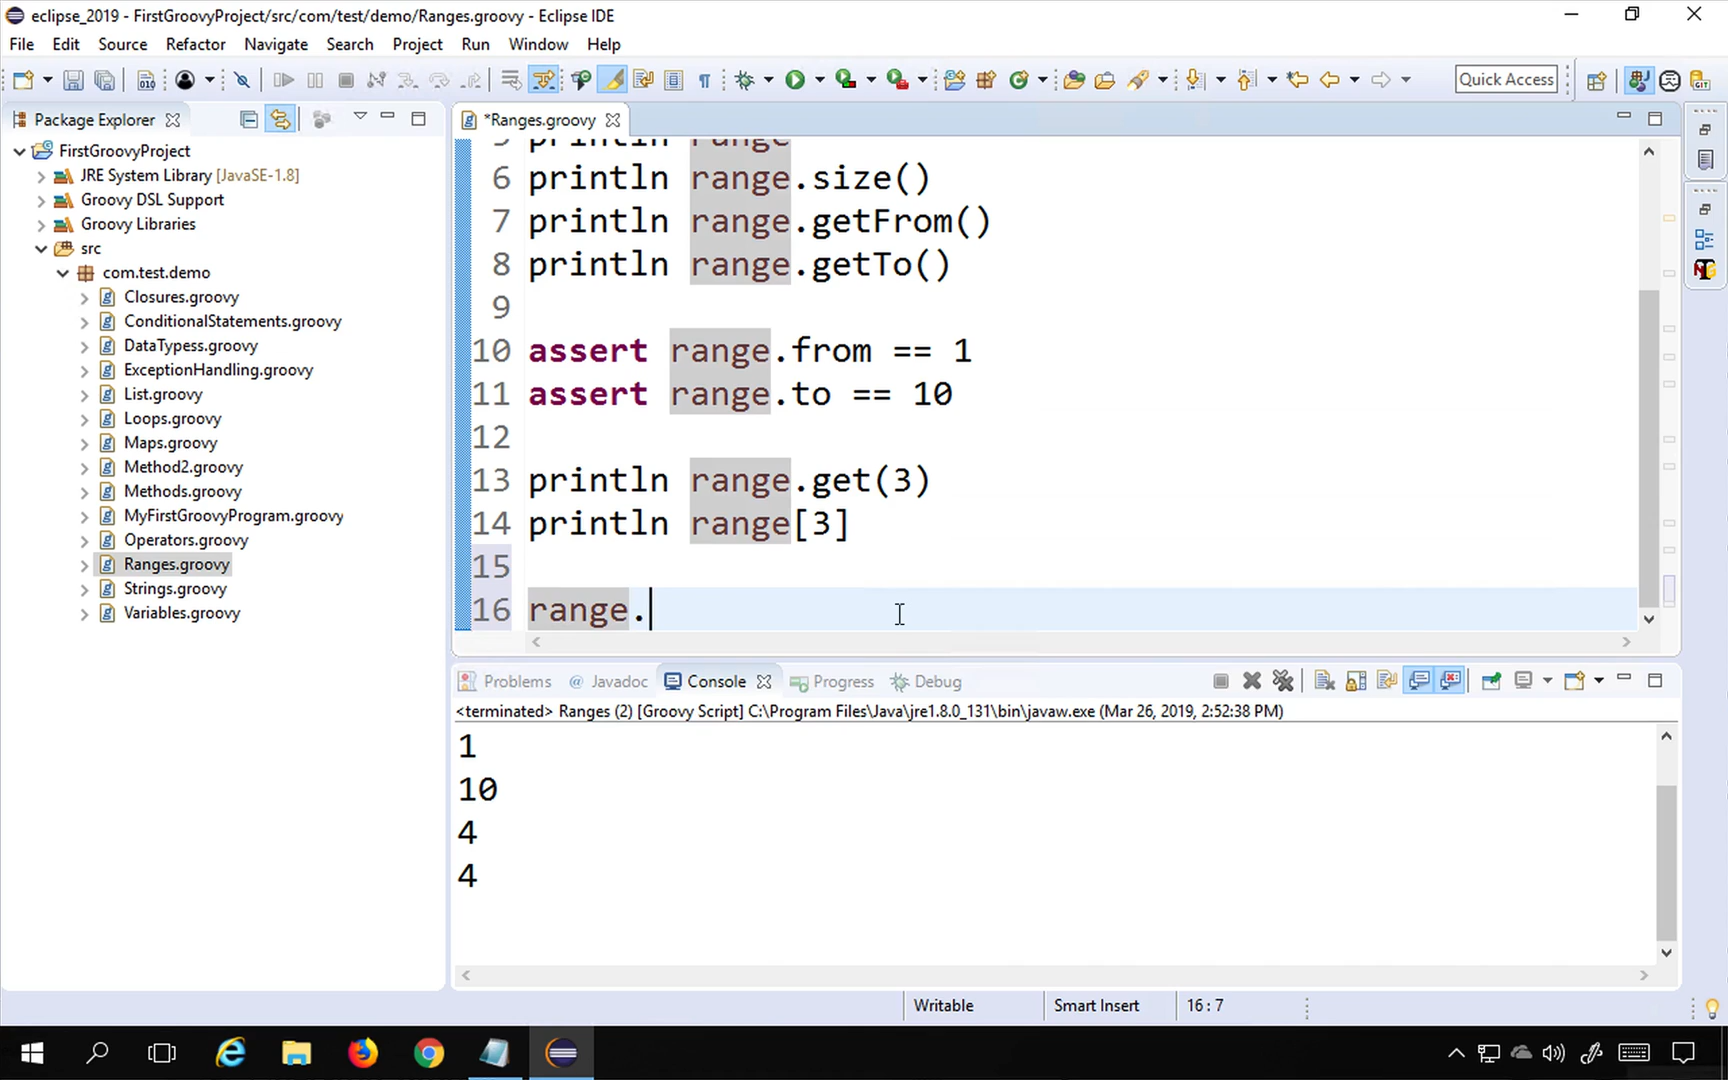 eclipse_2019 - FirstGroovyProject/src/com/test/demo/Ranges.groovy - Eclipse IDE
File Edit Source Refactor Navigate Search Project Run Window Help
Quick Access
Package Explorer
FirstGroovyProject
JRE System Library [JavaSE-1.8]
Groovy DSL Support
Groovy Libraries
src
com.test.demo
Closures.groovy
ConditionalStatements.groovy
DataTypess.groovy
ExceptionHandling.groovy
List.groovy
Loops.groovy
Maps.groovy
Method2.groovy
Methods.groovy
MyFirstGroovyProgram.groovy
Operators.groovy
Ranges.groovy
Strings.groovy
Variables.groovy
*Ranges.groovy
5 println range
6 println range.size()
7 println range.getFrom()
8 println range.getTo()
9
10 assert range.from == 1
11 assert range.to == 10
12
13 println range.get(3)
14 println range[3]
15
16 range.
Problems @ Javadoc Console Progress Debug
<terminated> Ranges (2) [Groovy Script] C:\Program Files\Java\jre1.8.0_131\bin\javaw.exe (Mar 26, 2019, 2:52:38 PM)
1
10
4
4
Writable Smart Insert 16 : 7